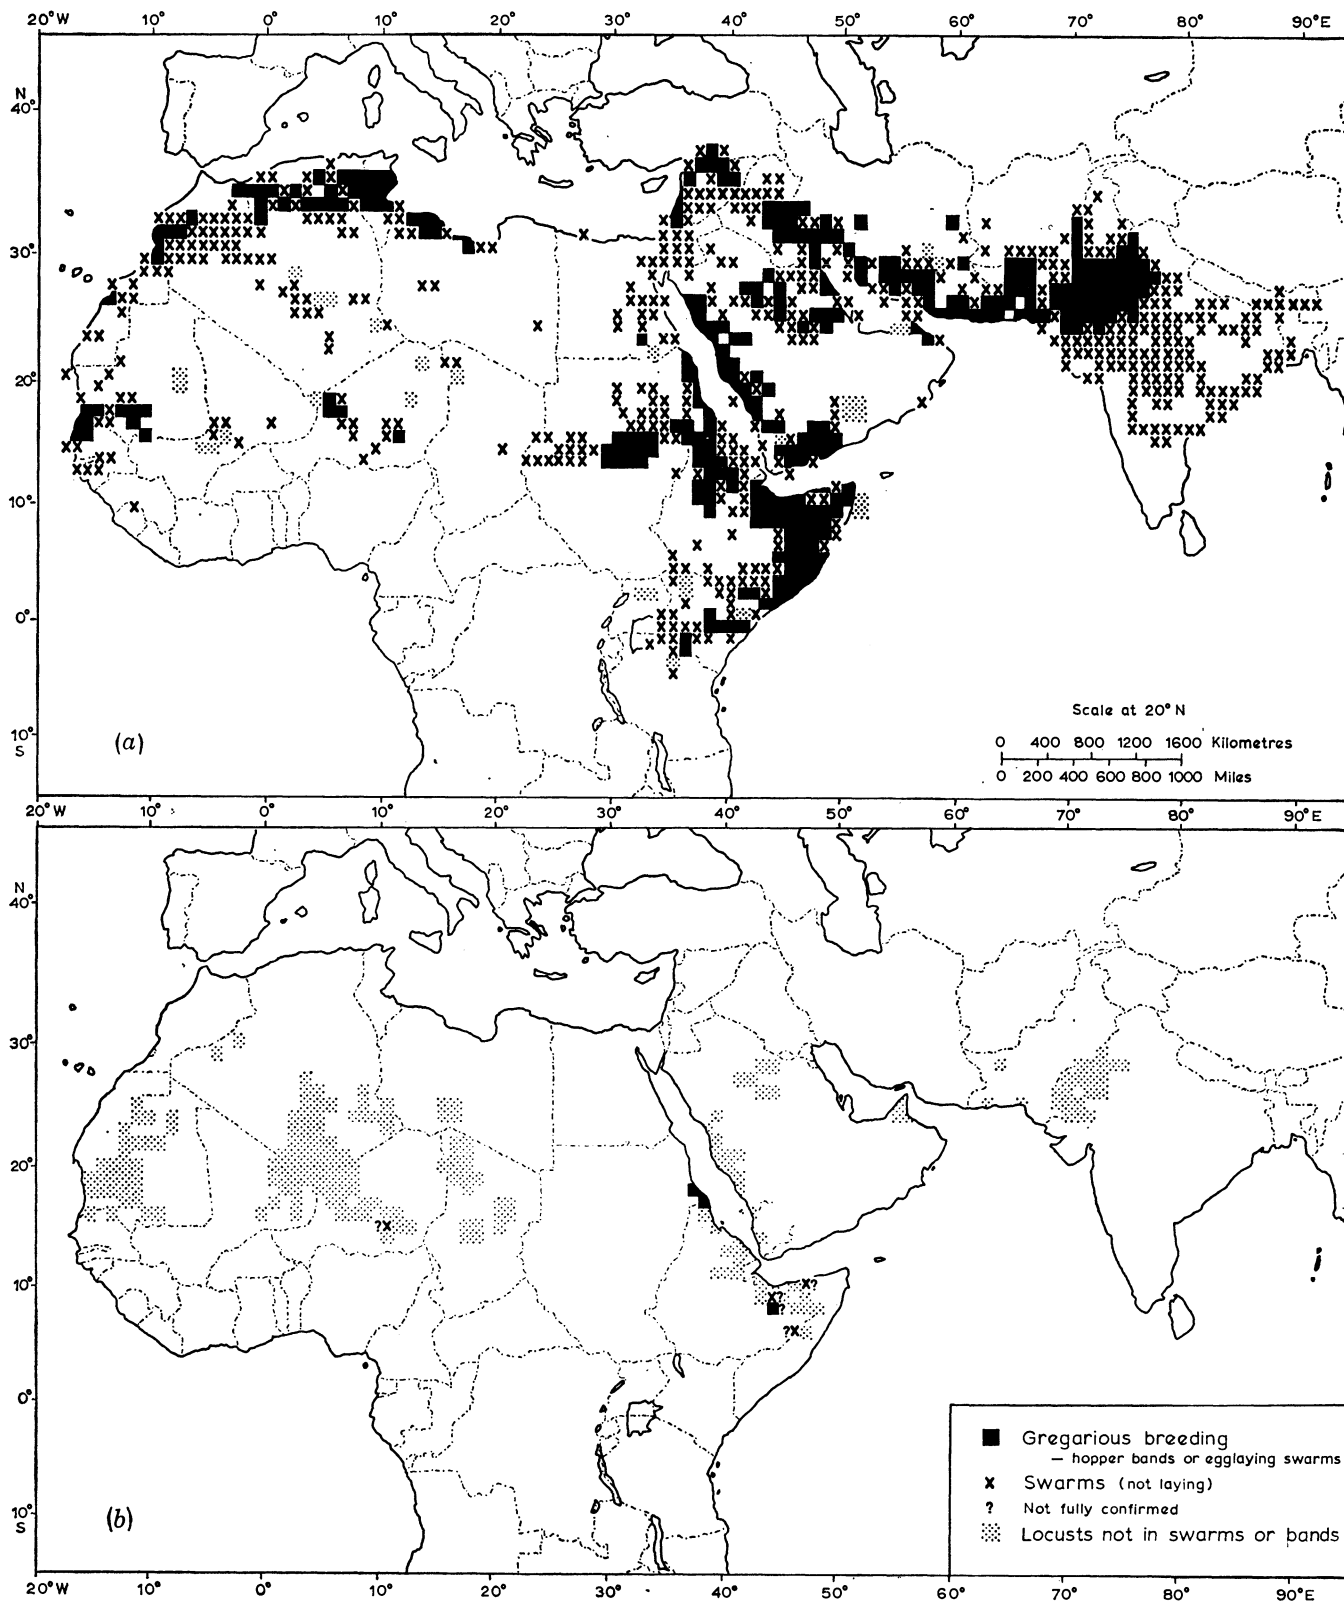 20°W 10° 0° 10° 20° 30° 40° 50° 60° 70° 80° 90°E
N
40°
30°
20°
10°
0°
10°
S
(a)
Scale at 20° N
0 400 800 1200 1600 Kilometres
0 200 400 600 800 1000 Miles
20°W 10° 0° 10° 20° 30° 40° 50° 60° 70° 80° 90°E
N
40°
30°
20°
10°
0°
10°
S
?
?
?
?
?
(b)
Gregarious breeding
— hopper bands or egglaying swarms
x Swarms (not laying)
? Not fully confirmed
Locusts not in swarms or bands
20°W 10° 0° 10° 20° 30° 40° 50° 60° 70° 80° 90°E